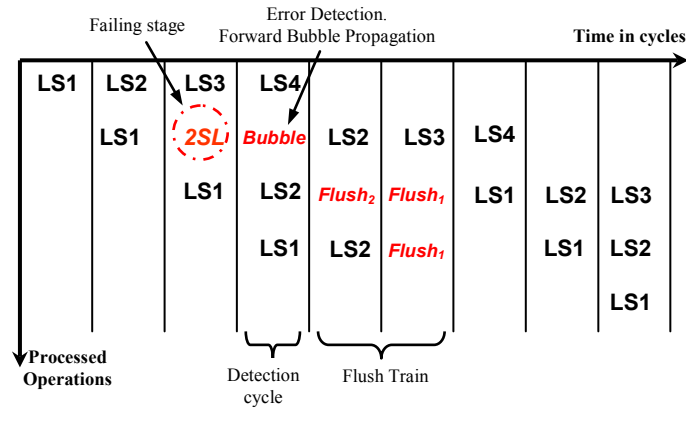 Error Detection.
Failing stage
Forward Bubble Propagation
Time in cycles
LS1 LS2 LS3 LS4
LS1 2SL Bubble LS2 LS3 LS4
LS1 LS2 Flush₂ Flush₁ LS1 LS2 LS3
LS1 LS2 Flush₁ LS1 LS2
LS1
Processed
Operations
Detection
cycle
Flush Train